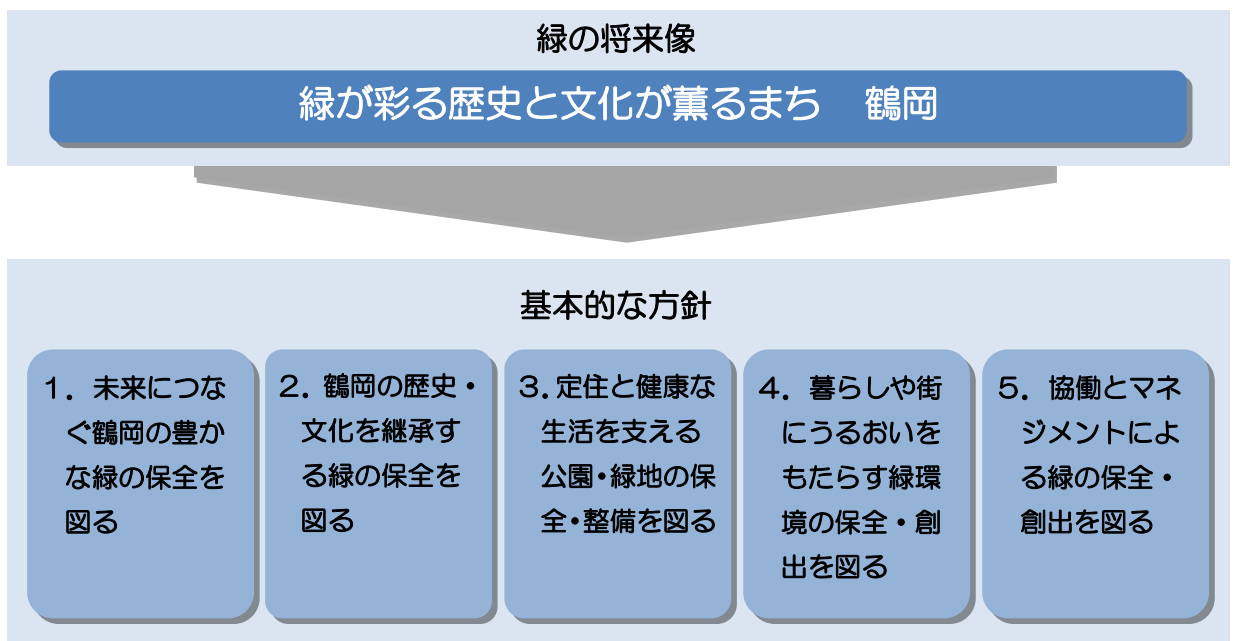 緑の将来像
緑が彩る歴史と文化が薫るまち　鶴岡
基本的な方針
１．未来につな
ぐ鶴岡の豊か
な緑の保全を
図る
２．鶴岡の歴史・
文化を継承す
る緑の保全を
図る
３．定住と健康な
生活を支える
公園・緑地の保
全・整備を図る
４．暮らしや街
にうるおいを
もたらす緑環
境の保全・創
出を図る
５．協働とマネ
ジメントによ
る緑の保全・
創出を図る